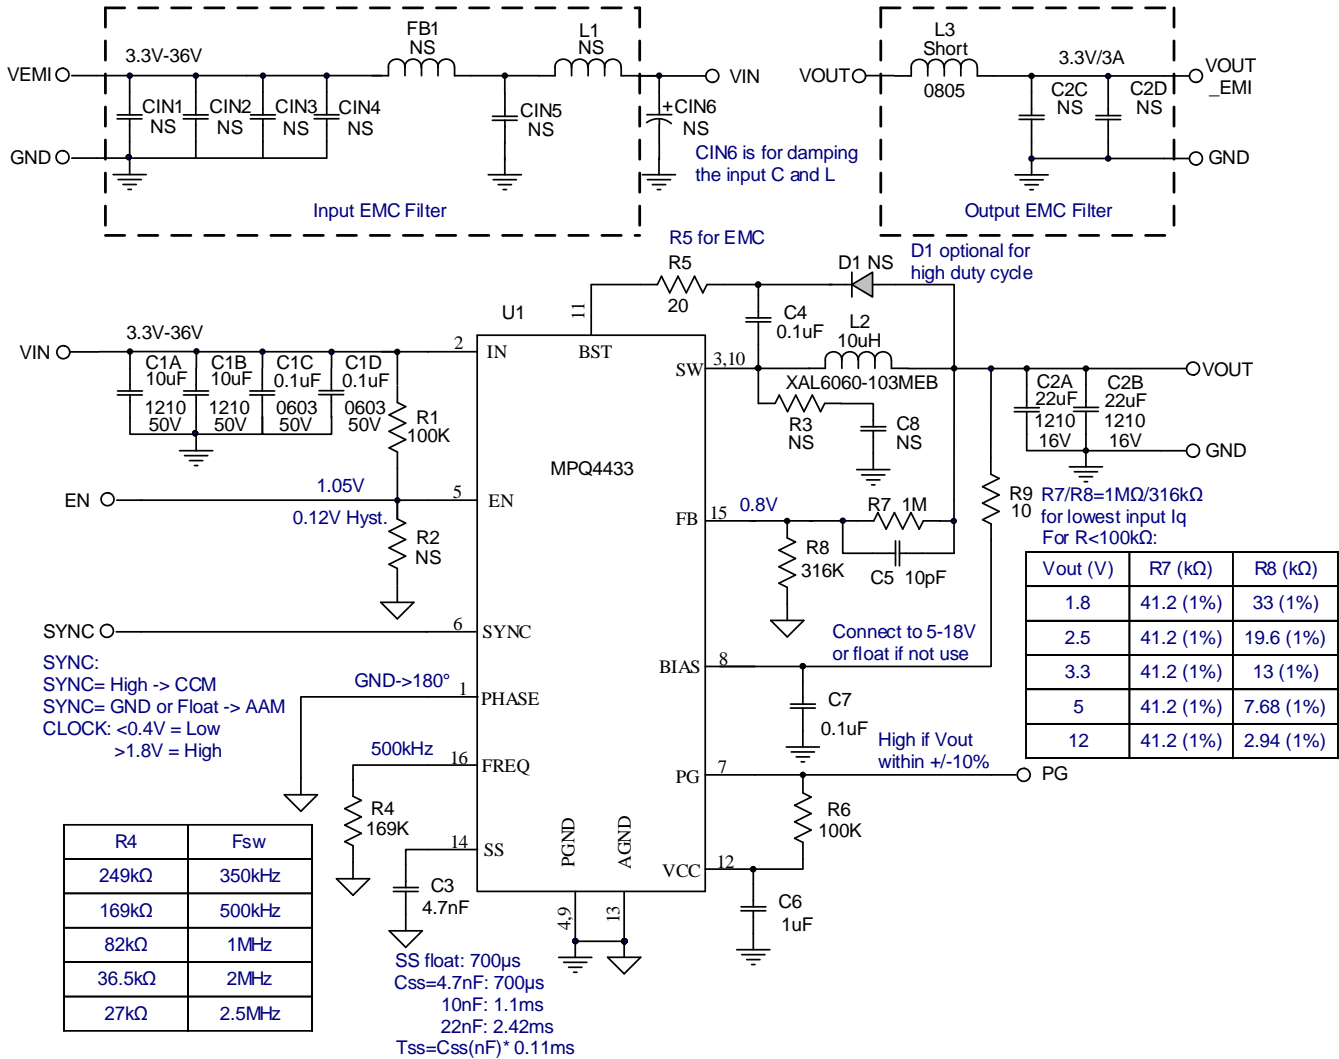 FB1
NS
L1
NS
3.3V-36V
VEMI
VIN
CIN1
NS
CIN2
NS
CIN3
NS
CIN4
NS
CIN5
NS
+CIN6
NS
GND
CIN6 is for damping
the input C and L
Input EMC Filter
L3
Short
0805
3.3V/3A
VOUT
VOUT
_EMI
C2C
NS
C2D
NS
GND
Output EMC Filter
R5 for EMC
R5
20
D1 optional for
high duty cycle
D1 NS
U1
11
C4
0.1uF
L2
10uH
XAL6060-103MEB
3.3V-36V
VIN
2
IN
BST
SW
3,10
VOUT
C1A
10uF
1210
50V
C1B
10uF
1210
50V
C1C
0.1uF
0603
50V
C1D
0.1uF
0603
50V
R1
100K
R3
NS
C8
NS
C2A
22uF
1210
16V
C2B
22uF
1210
16V
GND
MPQ4433
EN
1.05V
0.12V Hyst.
5
EN
R2
NS
FB
15
0.8V
R7 1M
R8
316K
C5 10pF
R9
10
R7/R8=1MΩ/316kΩ
for lowest input Iq
For R<100kΩ:
Vout (V) R7 (kΩ) R8 (kΩ)
1.8 41.2 (1%) 33 (1%)
2.5 41.2 (1%) 19.6 (1%)
3.3 41.2 (1%) 13 (1%)
5 41.2 (1%) 7.68 (1%)
12 41.2 (1%) 2.94 (1%)
SYNC
6
SYNC
SYNC:
SYNC= High -> CCM
SYNC= GND or Float -> AAM
CLOCK: <0.4V = Low
>1.8V = High
Connect to 5-18V
or float if not use
BIAS
8
C7
0.1uF
GND->180°
1
PHASE
500kHz
16
FREQ
R4
169K
High if Vout
within +/-10%
PG
7
PG
R6
100K
14
SS
C3
4.7nF
PGND
AGND
VCC
12
C6
1uF
4,9
13
R4 Fsw
249kΩ 350kHz
169kΩ 500kHz
82kΩ 1MHz
36.5kΩ 2MHz
27kΩ 2.5MHz
SS float: 700µs
Css=4.7nF: 700µs
10nF: 1.1ms
22nF: 2.42ms
Tss=Css(nF)* 0.11ms